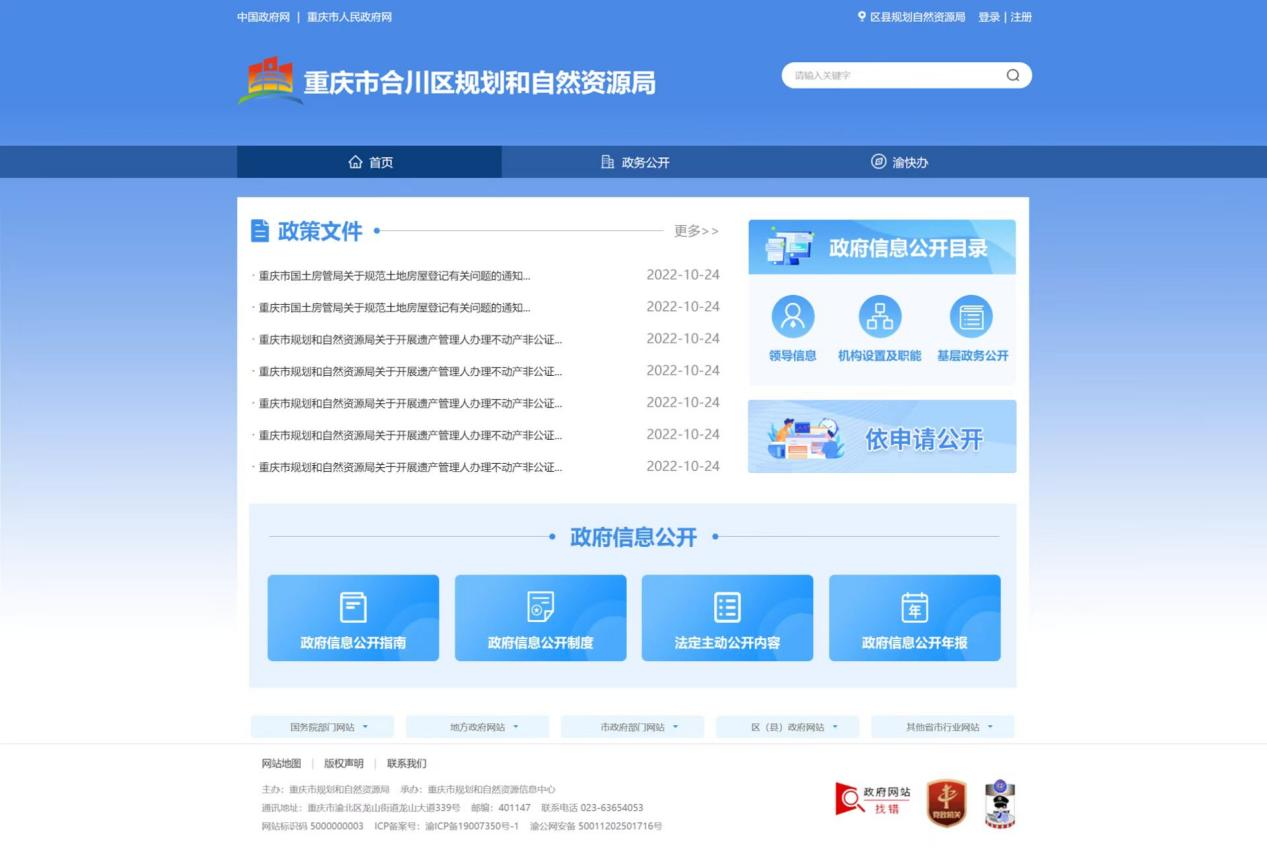 中国政府网 | 重庆市人民政府网
区县规划自然资源局 登录 | 注册
重庆市合川区规划和自然资源局
请输入关键字
首页 政务公开 渝快办
政策文件 更多>>
· 重庆市国土房管局关于规范土地房屋登记有关问题的通知... 2022-10-24
· 重庆市国土房管局关于规范土地房屋登记有关问题的通知... 2022-10-24
· 重庆市规划和自然资源局关于开展遗产管理人办理不动产非公证... 2022-10-24
· 重庆市规划和自然资源局关于开展遗产管理人办理不动产非公证... 2022-10-24
· 重庆市规划和自然资源局关于开展遗产管理人办理不动产非公证... 2022-10-24
· 重庆市规划和自然资源局关于开展遗产管理人办理不动产非公证... 2022-10-24
· 重庆市规划和自然资源局关于开展遗产管理人办理不动产非公证... 2022-10-24
政府信息公开目录
领导信息 机构设置及职能 基层政务公开
依申请公开
政府信息公开
政府信息公开指南 政府信息公开制度 法定主动公开内容 年 政府信息公开年报
国务院部门网站 地方政府网站 市政府部门网站 区（县）政府网站 其他省市行业网站
网站地图 | 版权声明 | 联系我们
主办：重庆市规划和自然资源局 承办：重庆市规划和自然资源信息中心
通讯地址：重庆市渝北区龙山街道龙山大道339号 邮编：401147 联系电话 023-63654053
网站标识码 5000000003 ICP备案号：渝ICP备19007350号-1 渝公网安备 50011202501716号
政府网站
找错
党政机关